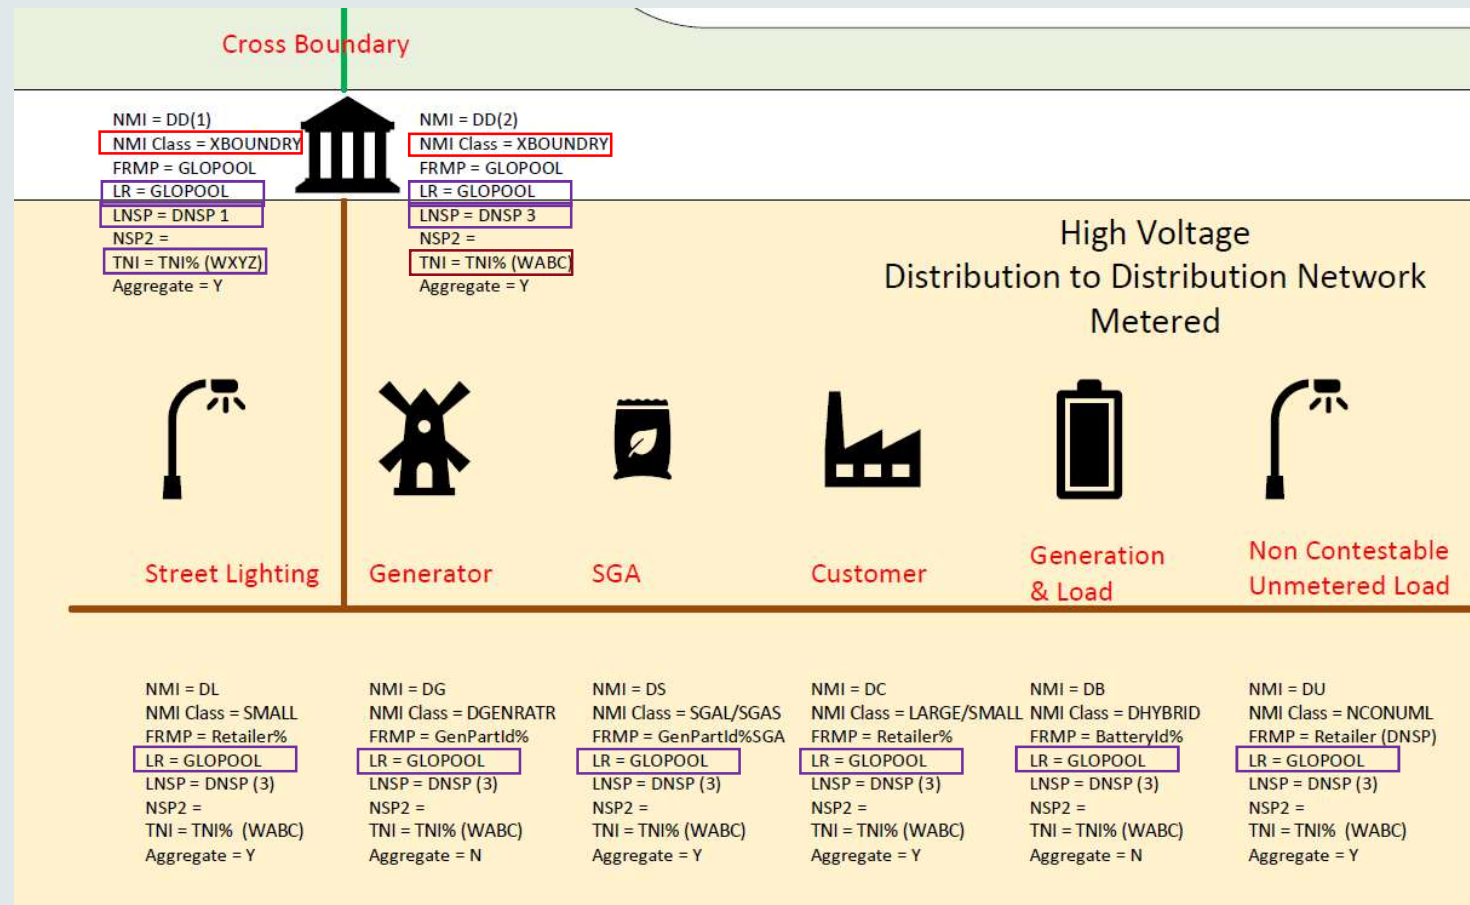 Cross Boundary
NMI = DD(1)
NMI Class = XBOUNDRY
FRMP = GLOPOOL
LR = GLOPOOL
LNSP = DNSP 1
NSP2 =
TNI = TNI% (WXYZ)
Aggregate = Y
NMI = DD(2)
NMI Class = XBOUNDRY
FRMP = GLOPOOL
LR = GLOPOOL
LNSP = DNSP 3
NSP2 =
TNI = TNI% (WABC)
Aggregate = Y
High Voltage
Distribution to Distribution Network
Metered
Street Lighting
Generator
SGA
Customer
Generation
& Load
Non Contestable
Unmetered Load
NMI = DL
NMI Class = SMALL
FRMP = Retailer%
LR = GLOPOOL
LNSP = DNSP (3)
NSP2 =
TNI = TNI% (WABC)
Aggregate = Y
NMI = DG
NMI Class = DGENRATR
FRMP = GenPartId%
LR = GLOPOOL
LNSP = DNSP (3)
NSP2 =
TNI = TNI% (WABC)
Aggregate = N
NMI = DS
NMI Class = SGAL/SGAS
FRMP = GenPartId%SGA
LR = GLOPOOL
LNSP = DNSP (3)
NSP2 =
TNI = TNI% (WABC)
Aggregate = Y
NMI = DC
NMI Class = LARGE/SMALL
FRMP = Retailer%
LR = GLOPOOL
LNSP = DNSP (3)
NSP2 =
TNI = TNI% (WABC)
Aggregate = Y
NMI = DB
NMI Class = DHYBRID
FRMP = BatteryId%
LR = GLOPOOL
LNSP = DNSP (3)
NSP2 =
TNI = TNI% (WABC)
Aggregate = N
NMI = DU
NMI Class = NCONUML
FRMP = Retailer (DNSP)
LR = GLOPOOL
LNSP = DNSP (3)
NSP2 =
TNI = TNI% (WABC)
Aggregate = Y